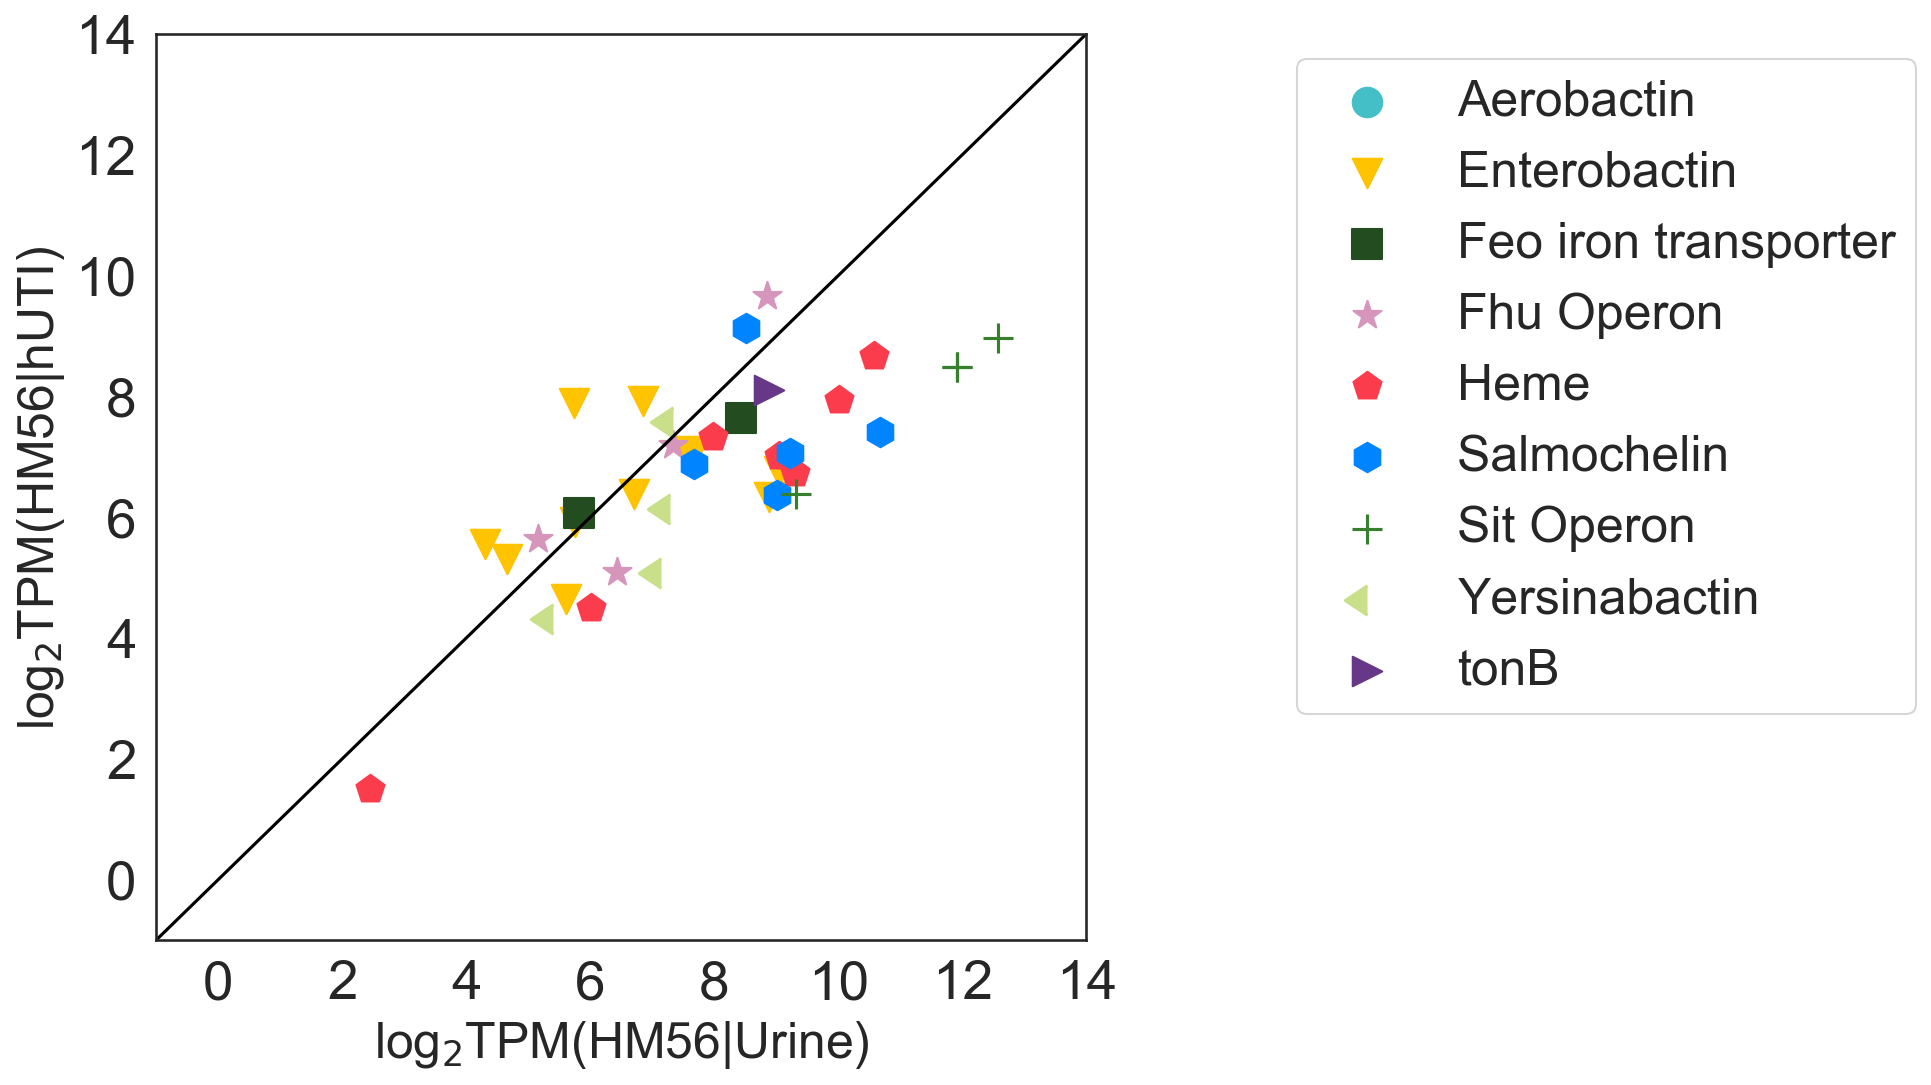 14
12
10
8
6
4
2
0
0 2 4 6 8 10 12 14
log₂TPM(HM56|hUTI)
log₂TPM(HM56|Urine)
Aerobactin
Enterobactin
Feo iron transporter
Fhu Operon
Heme
Salmochelin
Sit Operon
Yersinabactin
tonB